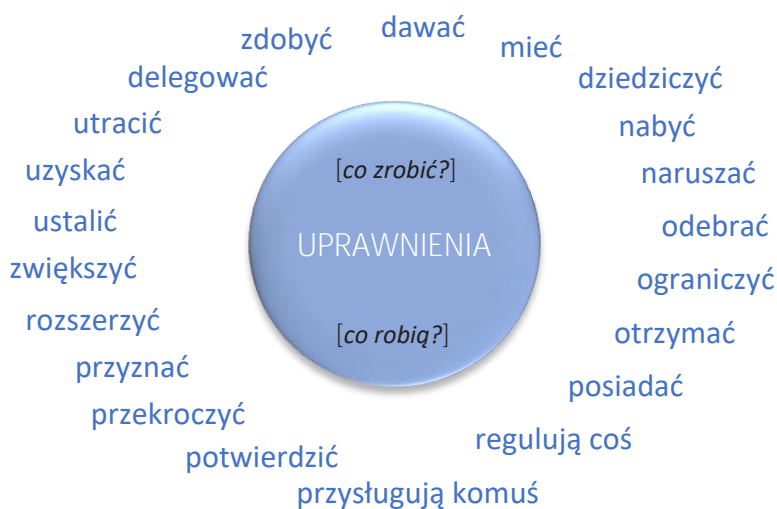 dawać
mieć
dziedziczyć
nabyć
naruszać
odebrać
ograniczyć
otrzymać
posiadać
regulują coś
przysługują komuś
potwierdzić
przekroczyć
przyznać
rozszerzyć
zwiększyć
ustalić
uzyskać
utracić
delegować
zdobyć
[co zrobić?]
UPRAWNIENIA
[co robią?]